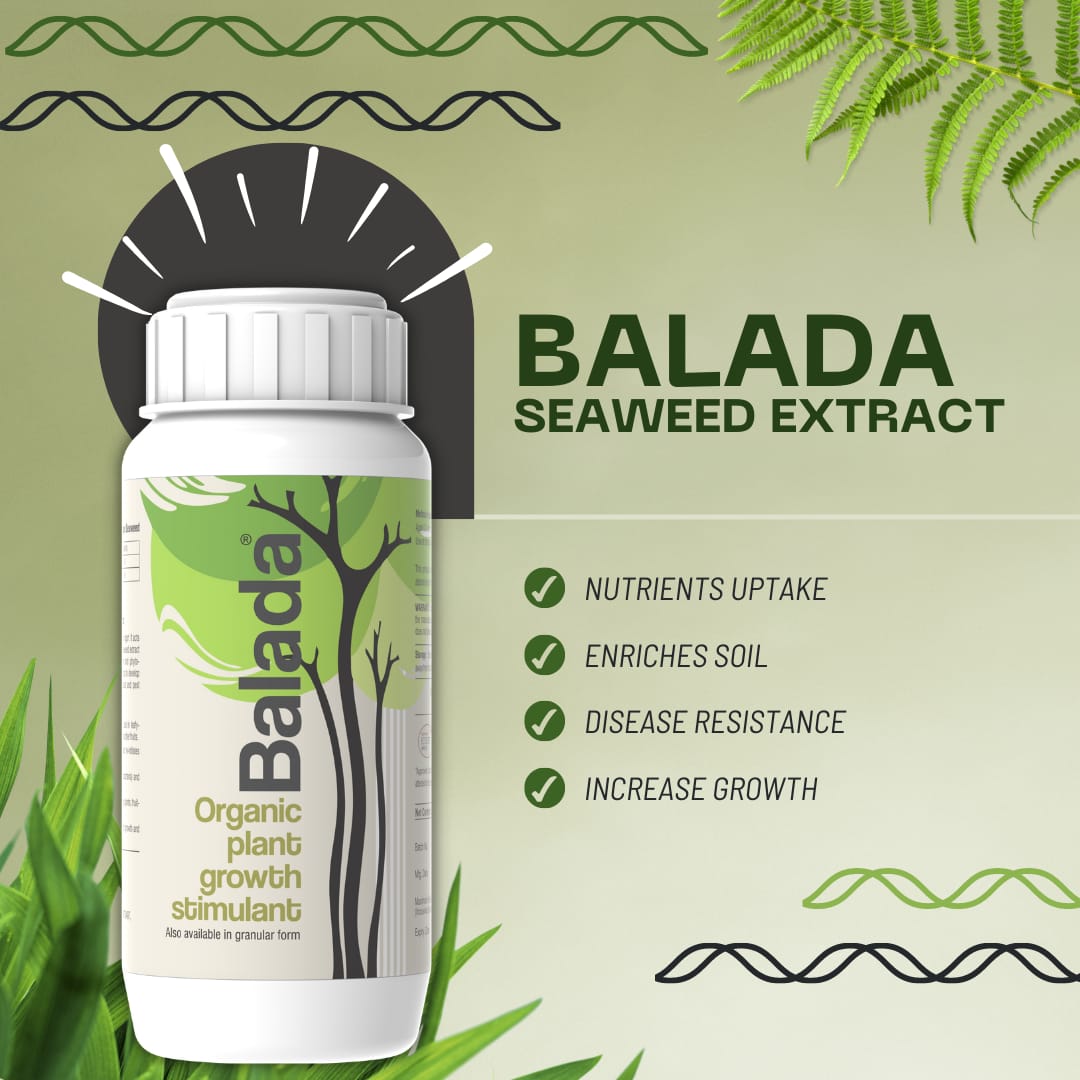 BALADA
SEAWEED EXTRACT
NUTRIENTS UPTAKE
ENRICHES SOIL
DISEASE RESISTANCE
INCREASE GROWTH
Balada®
Organic
plant
growth
stimulant
Also available in granular form